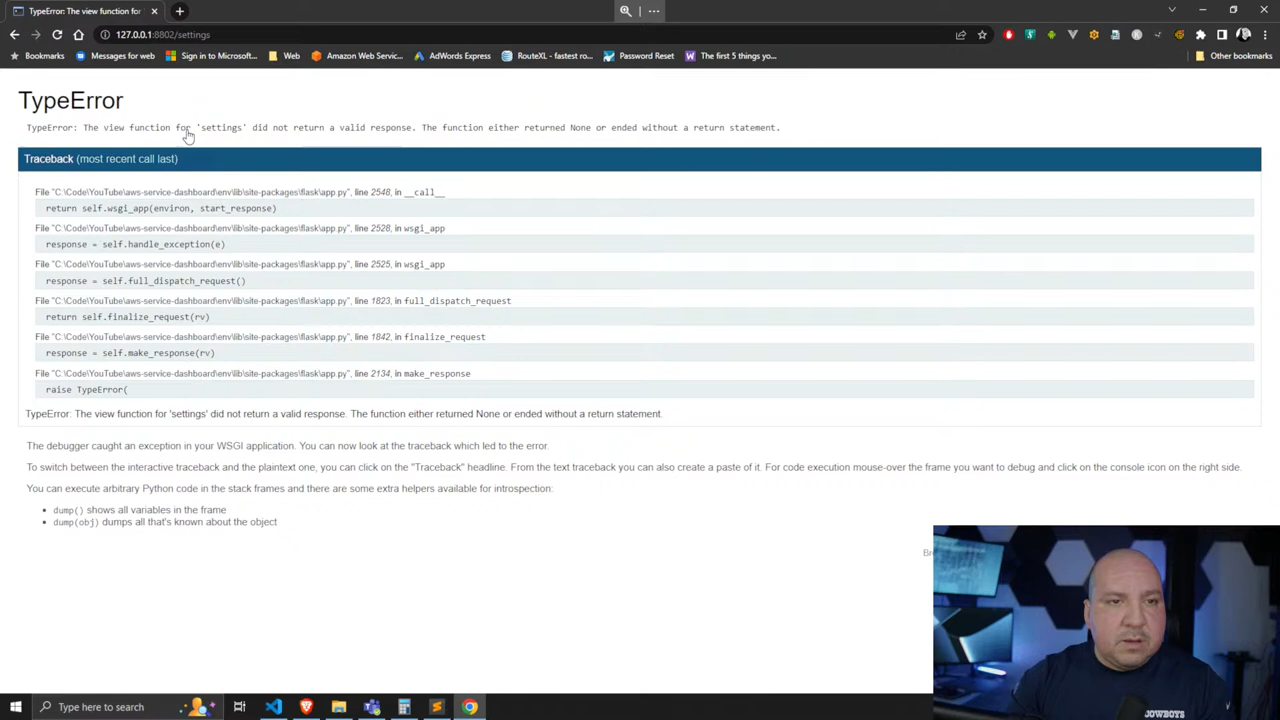 TypeError: The view function for
127.0.0.1:8802/settings
Bookmarks
Messages for web
Sign in to Microsoft...
Web
Amazon Web Servic...
AdWords Express
RouteXL - fastest ro...
Password Reset
The first 5 things yo...
Other bookmarks
TypeError
TypeError: The view function for 'settings' did not return a valid response. The function either returned None or ended without a return statement.
Traceback (most recent call last)
File "C:\Code\YouTube\aws-service-dashboard\env\lib\site-packages\flask\app.py", line 2548, in __call__
return self.wsgi_app(environ, start_response)
File "C:\Code\YouTube\aws-service-dashboard\env\lib\site-packages\flask\app.py", line 2528, in wsgi_app
response = self.handle_exception(e)
File "C:\Code\YouTube\aws-service-dashboard\env\lib\site-packages\flask\app.py", line 2525, in wsgi_app
response = self.full_dispatch_request()
File "C:\Code\YouTube\aws-service-dashboard\env\lib\site-packages\flask\app.py", line 1823, in full_dispatch_request
return self.finalize_request(rv)
File "C:\Code\YouTube\aws-service-dashboard\env\lib\site-packages\flask\app.py", line 1842, in finalize_request
response = self.make_response(rv)
File "C:\Code\YouTube\aws-service-dashboard\env\lib\site-packages\flask\app.py", line 2134, in make_response
raise TypeError(
TypeError: The view function for 'settings' did not return a valid response. The function either returned None or ended without a return statement.
The debugger caught an exception in your WSGI application. You can now look at the traceback which led to the error.
To switch between the interactive traceback and the plaintext one, you can click on the "Traceback" headline. From the text traceback you can also create a paste of it. For code execution mouse-over the frame you want to debug and click on the console icon on the right side.
You can execute arbitrary Python code in the stack frames and there are some extra helpers available for introspection:
dump() shows all variables in the frame
dump(obj) dumps all that's known about the object
COWBOYS
Type here to search